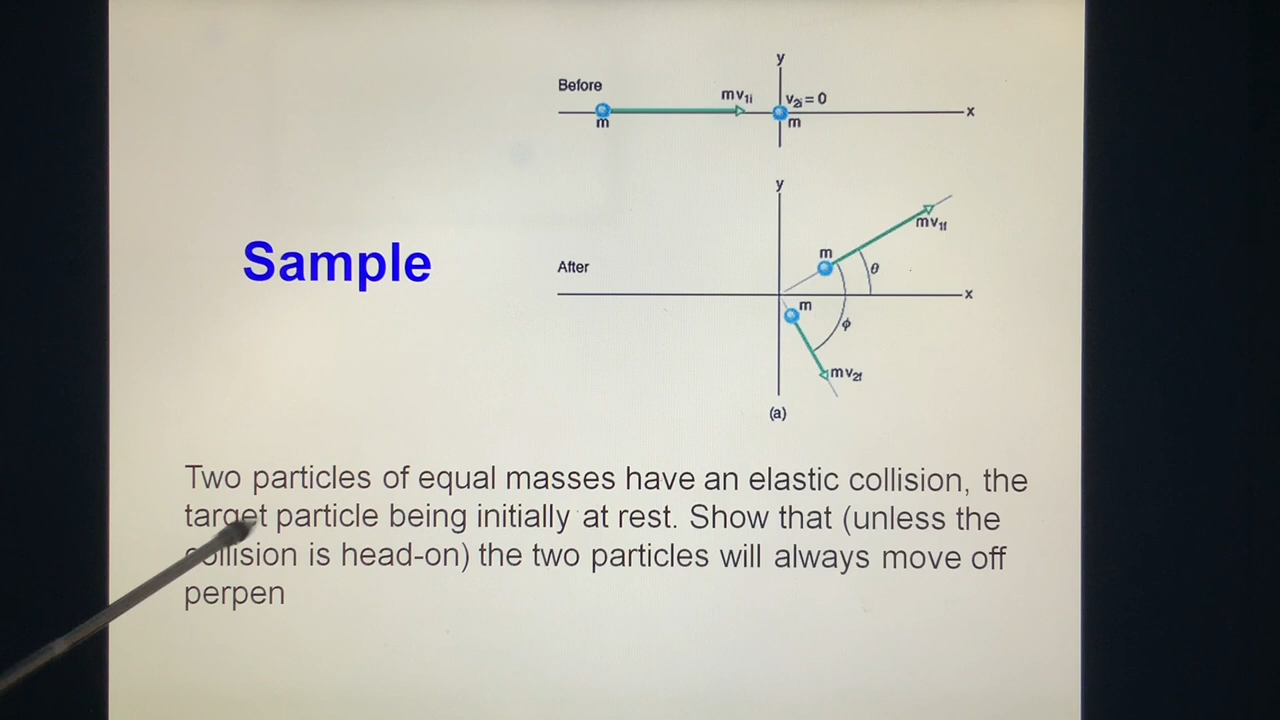 Before
y
mv1i
v2i = 0
x
m
m
y
mv1f
m
Sample
After
θ
x
m
ϕ
mv2f
(a)
Two particles of equal masses have an elastic collision, the
target particle being initially at rest. Show that (unless the
collision is head-on) the two particles will always move off
perpen